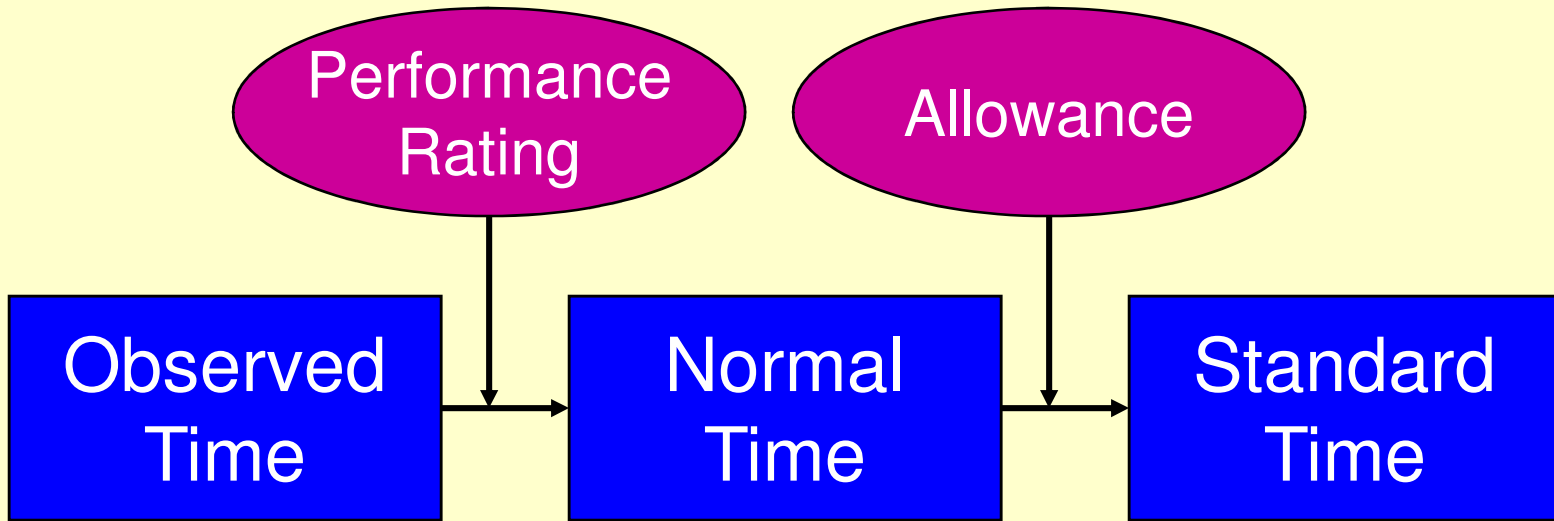 Performance
Rating
Allowance
Observed
Time
Normal
Time
Standard
Time